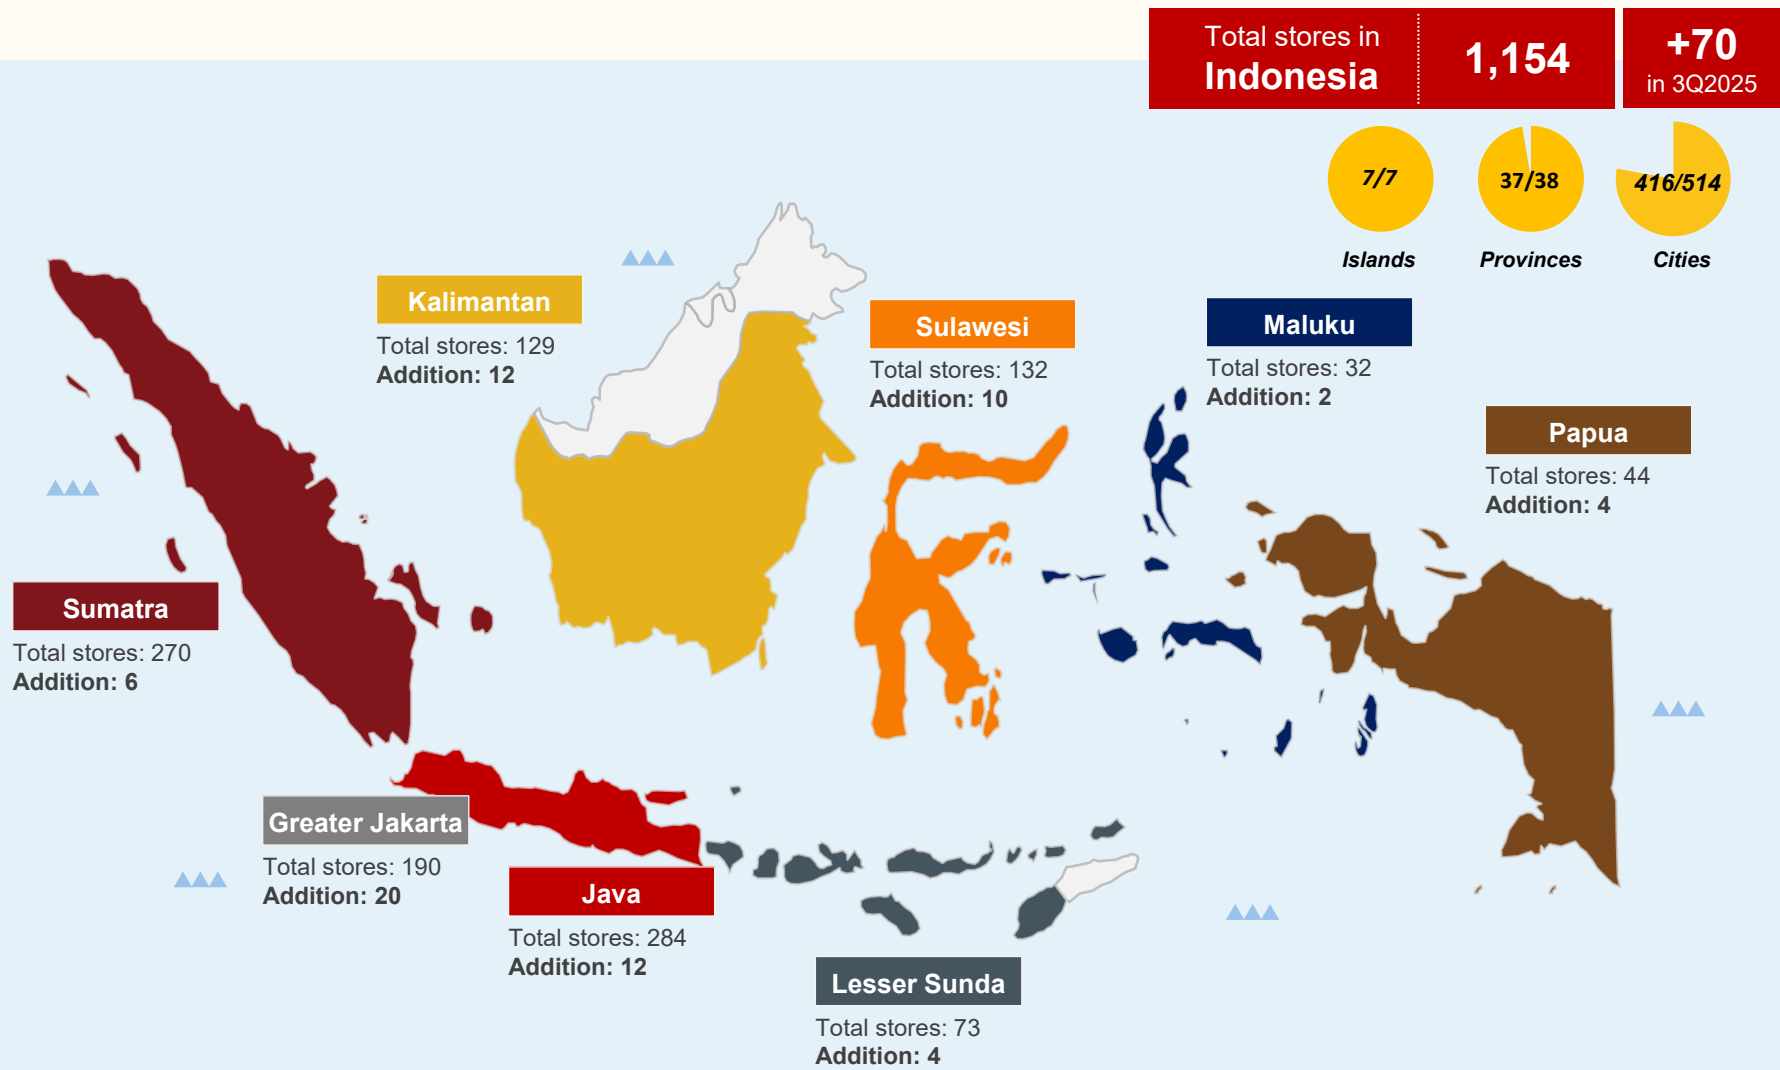 Total stores in
Indonesia
1,154
+70
in 3Q2025
7/7
37/38
416/514
Islands
Provinces
Cities
Kalimantan
Total stores: 129
Addition: 12
Sulawesi
Total stores: 132
Addition: 10
Maluku
Total stores: 32
Addition: 2
Papua
Total stores: 44
Addition: 4
Sumatra
Total stores: 270
Addition: 6
Greater Jakarta
Total stores: 190
Addition: 20
Java
Total stores: 284
Addition: 12
Lesser Sunda
Total stores: 73
Addition: 4